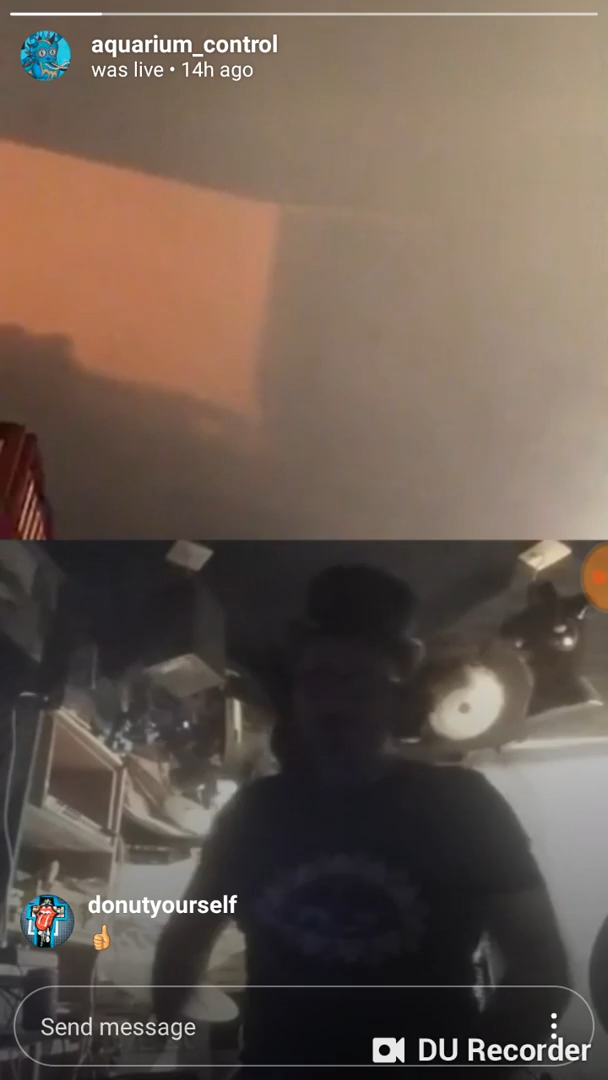 aquarium_control
was live • 14h ago
donutyourself
👍
Send message
DU Recorder